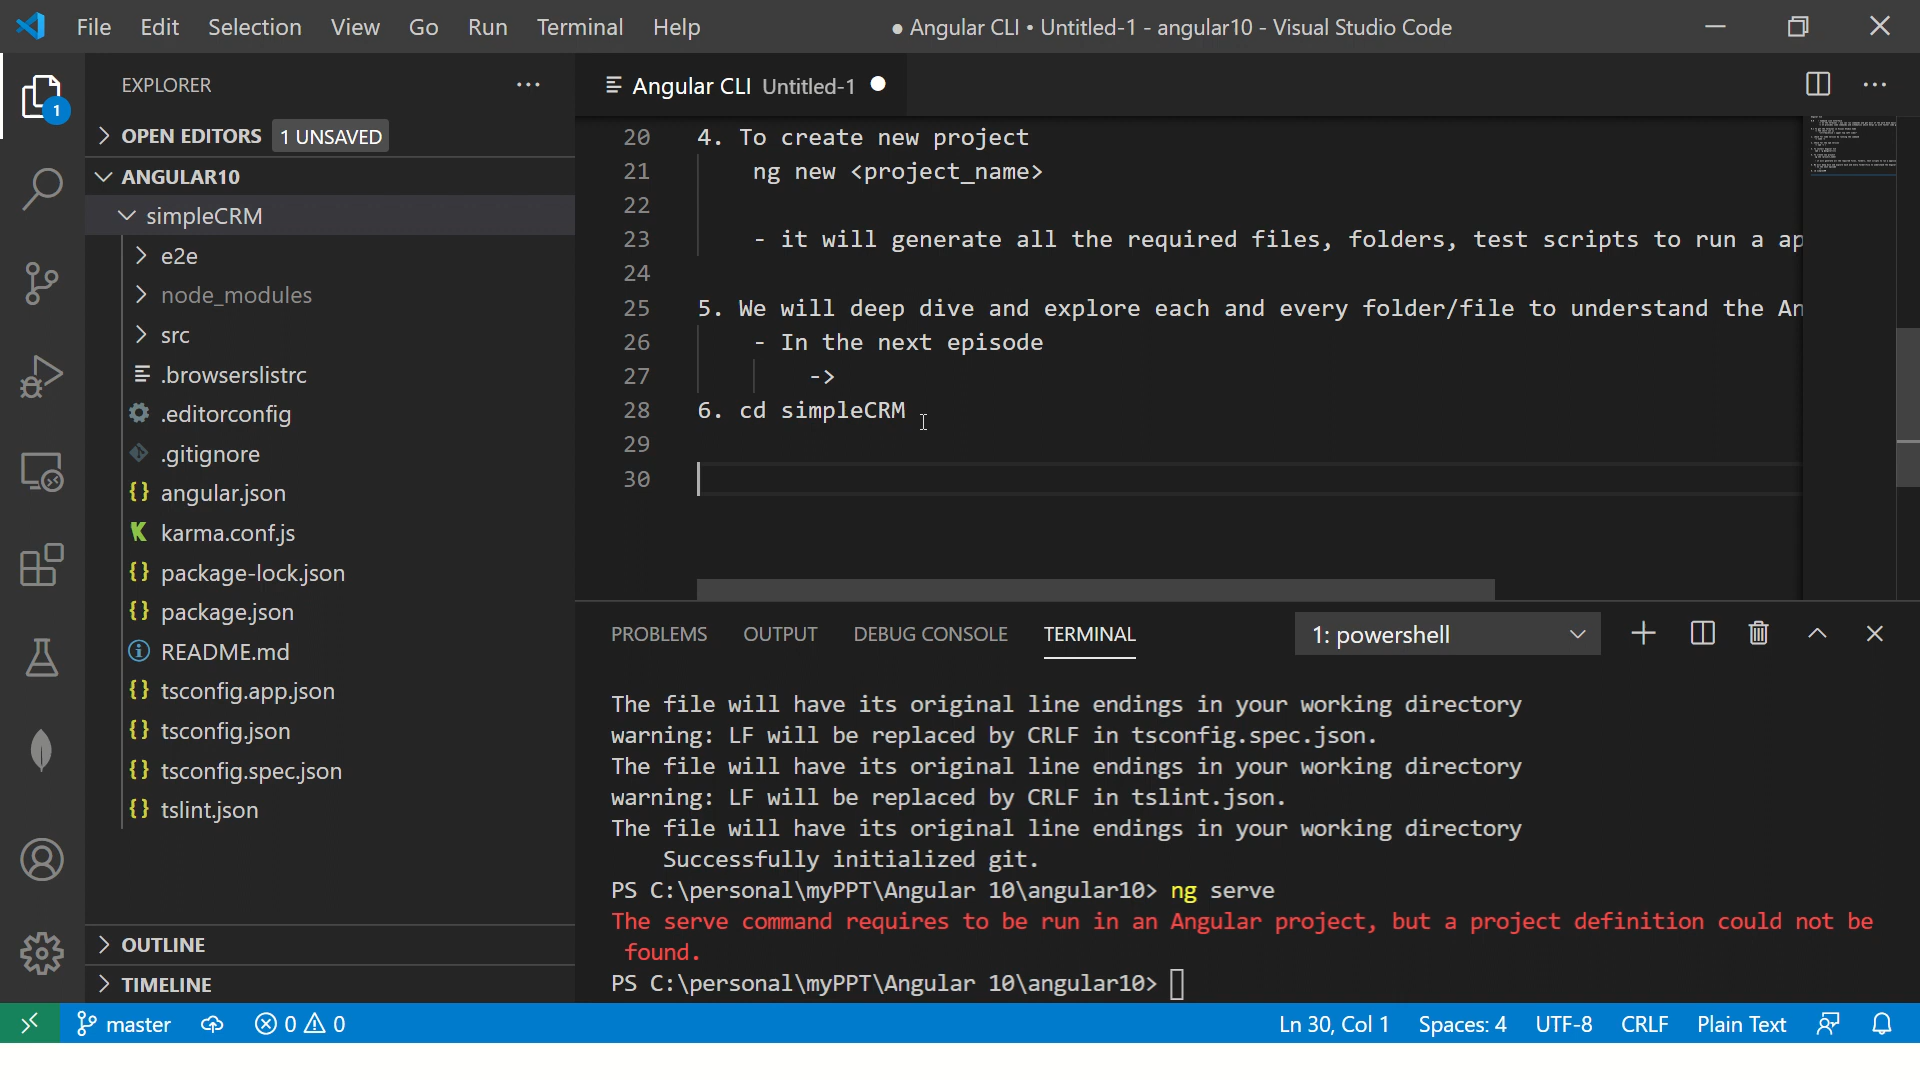 File Edit Selection View Go Run Terminal Help
● Angular CLI • Untitled-1 - angular10 - Visual Studio Code
EXPLORER
1
OPEN EDITORS 1 UNSAVED
ANGULAR10
simpleCRM
e2e
node_modules
src
.browserslistrc
.editorconfig
.gitignore
angular.json
karma.conf.js
package-lock.json
package.json
README.md
tsconfig.app.json
tsconfig.json
tsconfig.spec.json
tslint.json
OUTLINE
TIMELINE
Angular CLI Untitled-1
20 4. To create new project
21 ng new <project_name>
22
23 - it will generate all the required files, folders, test scripts to run a ap
24
25 5. We will deep dive and explore each and every folder/file to understand the An
26 - In the next episode
27 ->
28 6. cd simpleCRM
29
30
PROBLEMS OUTPUT DEBUG CONSOLE TERMINAL 1: powershell
The file will have its original line endings in your working directory
warning: LF will be replaced by CRLF in tsconfig.spec.json.
The file will have its original line endings in your working directory
warning: LF will be replaced by CRLF in tslint.json.
The file will have its original line endings in your working directory
Successfully initialized git.
PS C:\personal\myPPT\Angular 10\angular10> ng serve
The serve command requires to be run in an Angular project, but a project definition could not be
found.
PS C:\personal\myPPT\Angular 10\angular10>
master 0 0 Ln 30, Col 1 Spaces: 4 UTF-8 CRLF Plain Text